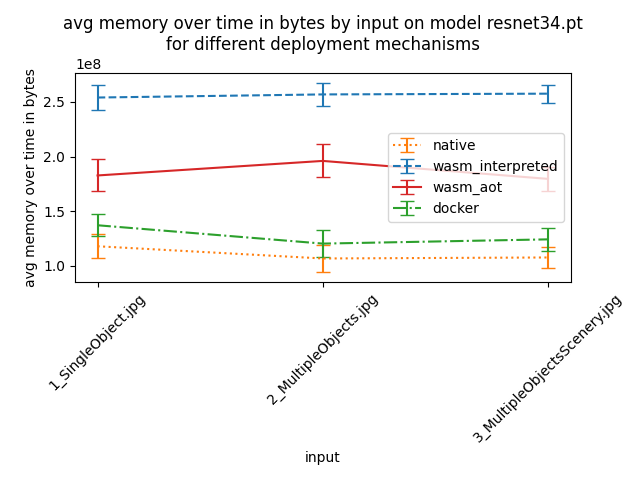 avg memory over time in bytes by input on model resnet34.pt
for different deployment mechanisms
1e8
avg memory over time in bytes
2.5
2.0
1.5
1.0
native
wasm_interpreted
wasm_aot
docker
1_SingleObject.jpg
2_MultipleObjects.jpg
3_MultipleObjectsScenery.jpg
input